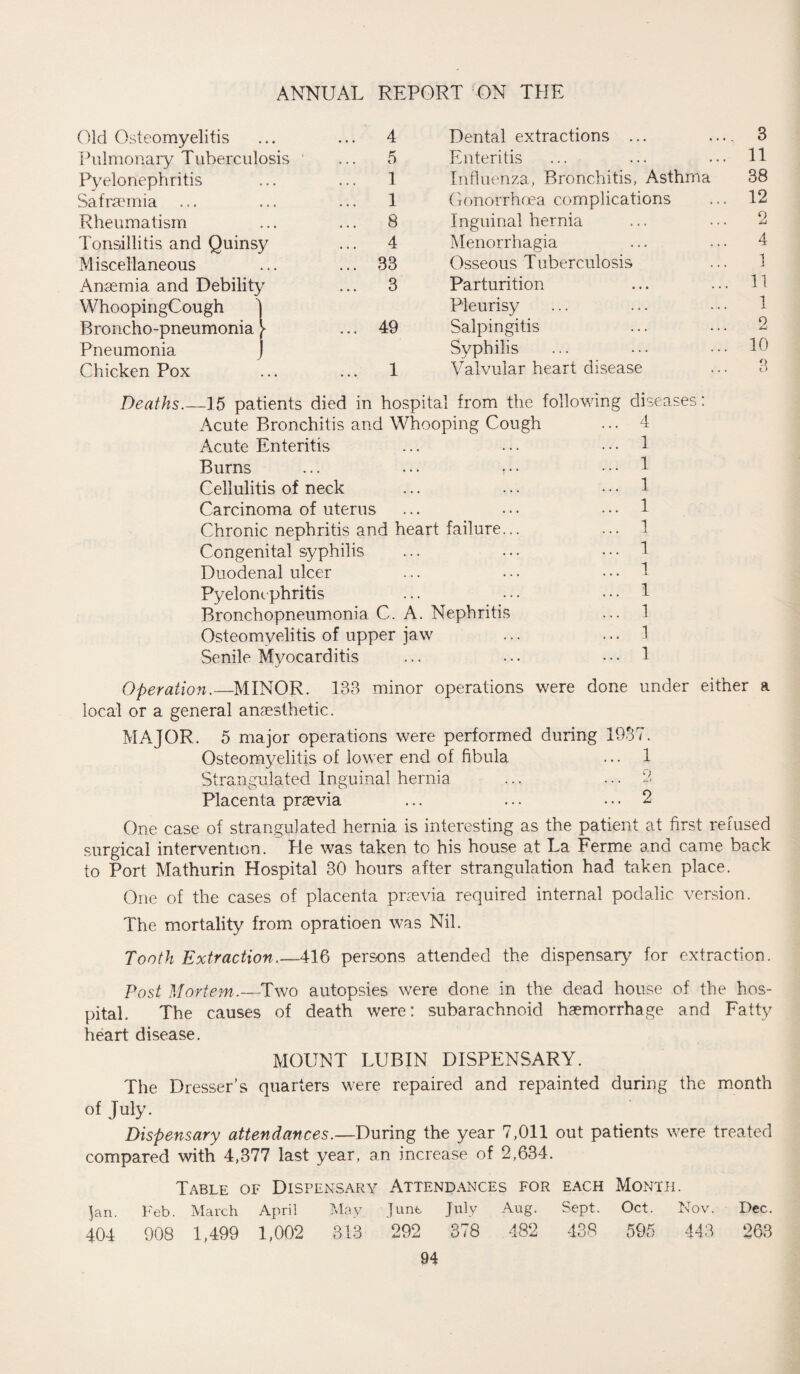 ANNUAL REPORT ON THE
Old Osteomyelitis ... ... 4
Pulmonary Tuberculosis ... 5
Pyelonephritis ... ... 1
Safræmia ... ... ... 1
Rheumatism ... ... 8
Tonsillitis and Quinsy ... 4
Miscellaneous ... ... 33
Anæmia and Debility ... 3
WhoopingCough }
Broncho-pneumonia } ... 49
Pneumonia }
Chicken Pox ... ... 1
Dental extractions ... .... 3
Enteritis ... ... ... 11
Influenza, Bronchitis, Asthma 38
Gonorrhœa complications ... 12
Inguinal hernia ... ... 2
Menorrhagia ... ... 4
Osseous Tuberculosis ... 1
Parturition ... ... 11
Pleurisy ... ... ... 1
Salpingitis ... ... 2
Syphilis ... ... ... 10
Valvular heart disease ... 3
Deaths.—15 patients died in hospital from the following diseases:
Acute Bronchitis and Whooping Cough ... 4
Acute Enteritis ... ... ... 1
Burns ... ... ... ... 1
Cellulitis of neck ... ... ... 1
Carcinoma of uterus ... ... ... 1
Chronic nephritis and heart failure... ... 1
Congenital syphilis ... ... ... 1
Duodenal ulcer ... ... ... 1
Pyelonephritis ... ... ... 1
Bronchopneumonia C. A. Nephritis ... 1
Osteomyelitis of upper jaw ... ... 1
Senile Myocarditis ... ... ... 1
Operation.—MINOR. 133 minor operations were done under either a
local or a general anæsthetic.
MAJOR. 5 major operations were performed during 1937.
Osteomyelitis of lower end of fibula ... 1
Strangulated Inguinal hernia ... ... 2
Placenta prævia ... ... ... 2
One case of strangulated hernia is interesting as the patient at first refused
surgical intervention. He was taken to his house at La Ferme and came back
to Port Mathurin Hospital 30 hours after strangulation had taken place.
One of the cases of placenta prævia required internal podalic version.
The mortality from opratioen was Nil.
Tooth Extraction.—416 persons attended the dispensary for extraction.
Post Mortem.—Two autopsies were done in the dead house of the hos-
pital. The causes of death were: subarachnoid hæmorrhage and Fatty
heart disease.
MOUNT LUBIN DISPENSARY.
The Dresser's quarters were repaired and repainted during the month
of July.
Dispensary attendances.—During the year 7,011 out patients were treated
compared with 4,377 last year, an increase of 2,634.
TABLE OF DISPENSARY ATTENDANCES FOR EACH MONTH.
Jan. Feb. March April May June July Aug. Sept. Oct. Nov. Dec.
404 908 1,499 1,002 313 292 378 482 438 595 443 263
94